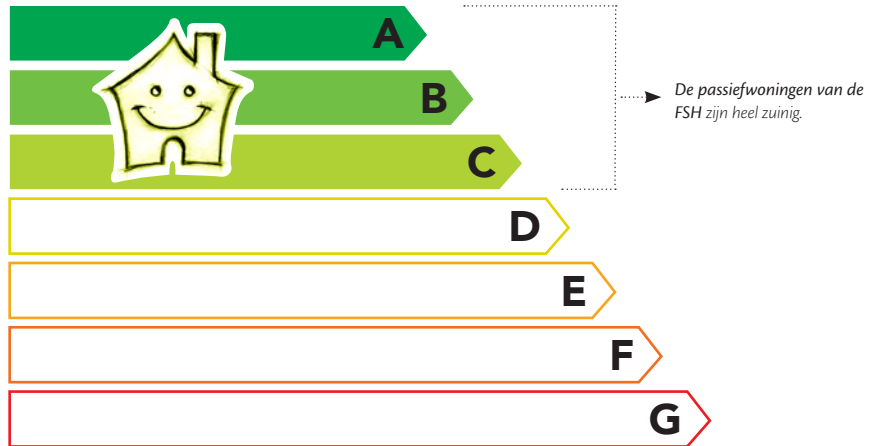 A
B
De passiefwoningen van de
FSH zijn heel zuinig.
C
D
E
F
G